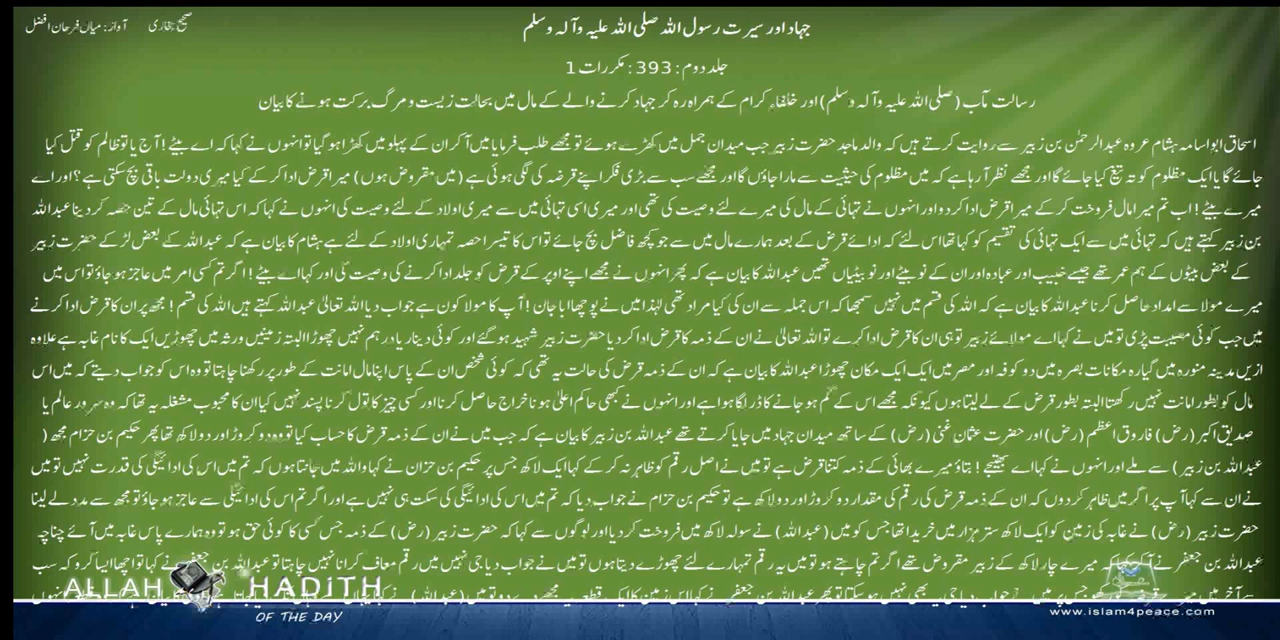 صحیح بخاری
آواز: میاں فرحان افضل
جہاد اور سیرت رسول اللہ صلی اللہ علیہ وآلہ وسلم
جلد دوم : 393 : مکررات 1
رسالت مآب (صلی اللہ علیہ وآلہ وسلم) اور خلفاء کرام کے ہمراہ رہ کر جہاد کرنے والے کے مال میں بحالت زیست و مرگ برکت ہونے کا بیان
اسحاق ابواسامہ ہشام عروہ عبدالرحمٰن بن زبیر سے روایت کرتے ہیں کہ والد ماجد حضرت زبیر جب میدان جمل میں کھڑے ہوئے تو مجھے طلب فرمایا میں آکر ان کے پہلو میں کھڑا ہو گیا تو انہوں نے کہا کہ اے بیٹے! آج یا تو ظالم کو قتل کیا
جائے گا یا ایک مظلوم کو تہ تیغ کیا جائے گا اور مجھے نظر آ رہا ہے کہ میں مظلوم کی حیثیت سے مارا جاؤں گا اور مجھے سب سے بڑی فکر اپنے قرضہ کی لگی ہوئی ہے (میں مقروض ہوں) میرا قرض ادا کر کے کیا میری دولت باقی بچ سکتی ہے؟ اور اے
میرے بیٹے! اب تم میرا مال فروخت کر کے میرا قرض ادا کردو اور انہوں نے تہائی کے مال کی میرے لئے وصیت کی تھی اور میری اسی تہائی میں سے میری اولاد کے لئے وصیت کی انہوں نے کہا کہ اس تہائی مال کے تین حصہ کر دینا عبداللہ
بن زبیر کہتے ہیں کہ تہائی میں سے ایک تہائی کی تقسیم کو کہا تھا اس لئے کہ ادائے قرض کے بعد ہمارے مال میں سے جو کچھ فاضل بچ جائے تو اس کا تیسرا حصہ تمہاری اولاد کے لئے ہے ہشام کا بیان ہے کہ عبداللہ کے بعض لڑکے حضرت زبیر
کے بعض بیٹوں کے ہم عمر تھے جیسے خبیب اور عبادہ اور ان کے نو بیٹے اور نو بیٹیاں تھیں عبداللہ کا بیان ہے کہ پھر انہوں نے مجھے اپنے اوپر کے قرض کو جلد ادا کرنے کی وصیت کی اور کہا اے بیٹے! اگر تم کسی امر میں عاجز ہو جاؤ تو اس میں
میرے مولا سے امداد حاصل کرنا عبداللہ کا بیان ہے کہ اللہ کی قسم میں نہیں سمجھا کہ اس جملہ سے ان کی کیا مراد تھی لہٰذا میں نے پوچھا ابا جان! آپ کا مولا کون ہے جواب دیا اللہ تعالیٰ عبداللہ کہتے ہیں اللہ کی قسم! مجھ پر ان کا قرض ادا کرنے
میں جب کوئی مصیبت پڑی تو میں نے کہا اے مولائے زبیر تو ہی ان کا قرض ادا کرے تو اللہ تعالیٰ نے ان کے ذمہ کا قرض ادا کر دیا حضرت زبیر شہید ہو گئے اور کوئی دینار یا درہم نہیں چھوڑا البتہ زمینیں ورثہ میں چھوڑیں ایک کا نام غابہ ہے علاوہ
ازیں مدینہ منورہ میں گیارہ مکانات بصرہ میں دو کوفہ اور مصر میں ایک ایک مکان چھوڑا عبداللہ کا بیان ہے کہ ان کے ذمہ قرض کی حالت یہ تھی کہ کوئی شخص ان کے پاس اپنا مال امانت کے طور پر رکھنا چاہتا تو وہ اس کو جواب دیتے کہ میں اس
مال کو بطور امانت نہیں رکھتا البتہ بطور قرض کے لے لیتا ہوں کیونکہ مجھے اس کے گم ہو جانے کا ڈر لگا ہوا ہے اور انہوں نے کبھی حاکم اعلیٰ ہونا خراج حاصل کرنا اور کسی چیز کا تول کرنا پسند نہیں کیا ان کا محبوب مشغلہ یہ تھا کہ وہ سرور عالم یا
صدیق اکبر (رض) فاروق اعظم (رض) اور حضرت عثمان غنی (رض) کے ساتھ میدان جہاد میں جایا کرتے تھے عبداللہ بن زبیر کا بیان ہے کہ جب میں نے ان کے ذمہ قرض کا حساب کیا تو وہ دو کروڑ اور دو لاکھ تھا پھر حکیم بن حزام مجھ (
عبداللہ بن زبیر) سے ملے اور انہوں نے کہا اے بھتیجے! بتاؤ میرے بھائی کے ذمہ کتنا قرض ہے تو میں نے اصل رقم کو ظاہر نہ کر کے کہا ایک لاکھ جس پر حکیم بن حزان نے کہا واللہ میں جانتا ہوں کہ تم میں اس کی ادائیگی کی قدرت نہیں تو میں
نے ان سے کہا آپ پر اگر میں ظاہر کر دوں کہ ان کے ذمہ قرض کی رقم کی مقدار دو کروڑ اور دو لاکھ ہے تو حکیم بن حزام نے جواب دیا کہ تم میں اس کی ادائیگی کی سکت ہی نہیں ہے اور اگر تم اس کی ادائیگی سے عاجز ہو جاؤ تو مجھ سے مدد لے لینا
حضرت زبیر (رض) نے غابہ کی زمین کو ایک لاکھ ستر ہزار میں خریدا تھا جس کو میں (عبداللہ) نے سولہ لاکھ میں فروخت کر دیا اور لوگوں سے کہا کہ حضرت زبیر (رض) کے ذمہ جس کسی کا کوئی حق ہو تو وہ ہمارے پاس غابہ میں آئے چناچہ
عبداللہ بن جعفر نے آکر کہا کہ میرے چار لاکھ کے زبیر مقروض تھے اگر تم چاہتے ہو تو میں یہ رقم تمہارے لئے چھوڑے دیتا ہوں تو میں نے جواب دیا جی نہیں میں رقم معاف کرانا نہیں چاہتا تو عبداللہ بن جعفر نے کہا تو اچھا ایسا کرو کہ سب
ALLAH HADITH
OF THE DAY
www.islam4peace.com